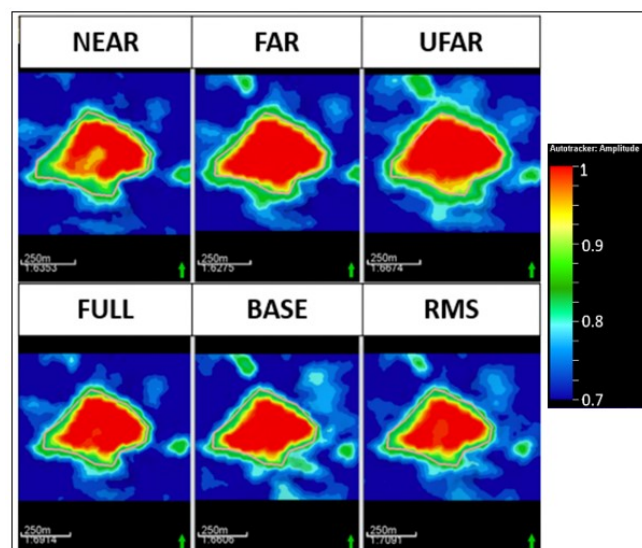 NEAR FAR UFAR
250m 250m 250m
1:6353 1:6275 1:6674
Autotracker: Amplitude
1
0.9
0.8
0.7
FULL BASE RMS
250m 250m 250m
1:6914 1:6606 1:7091